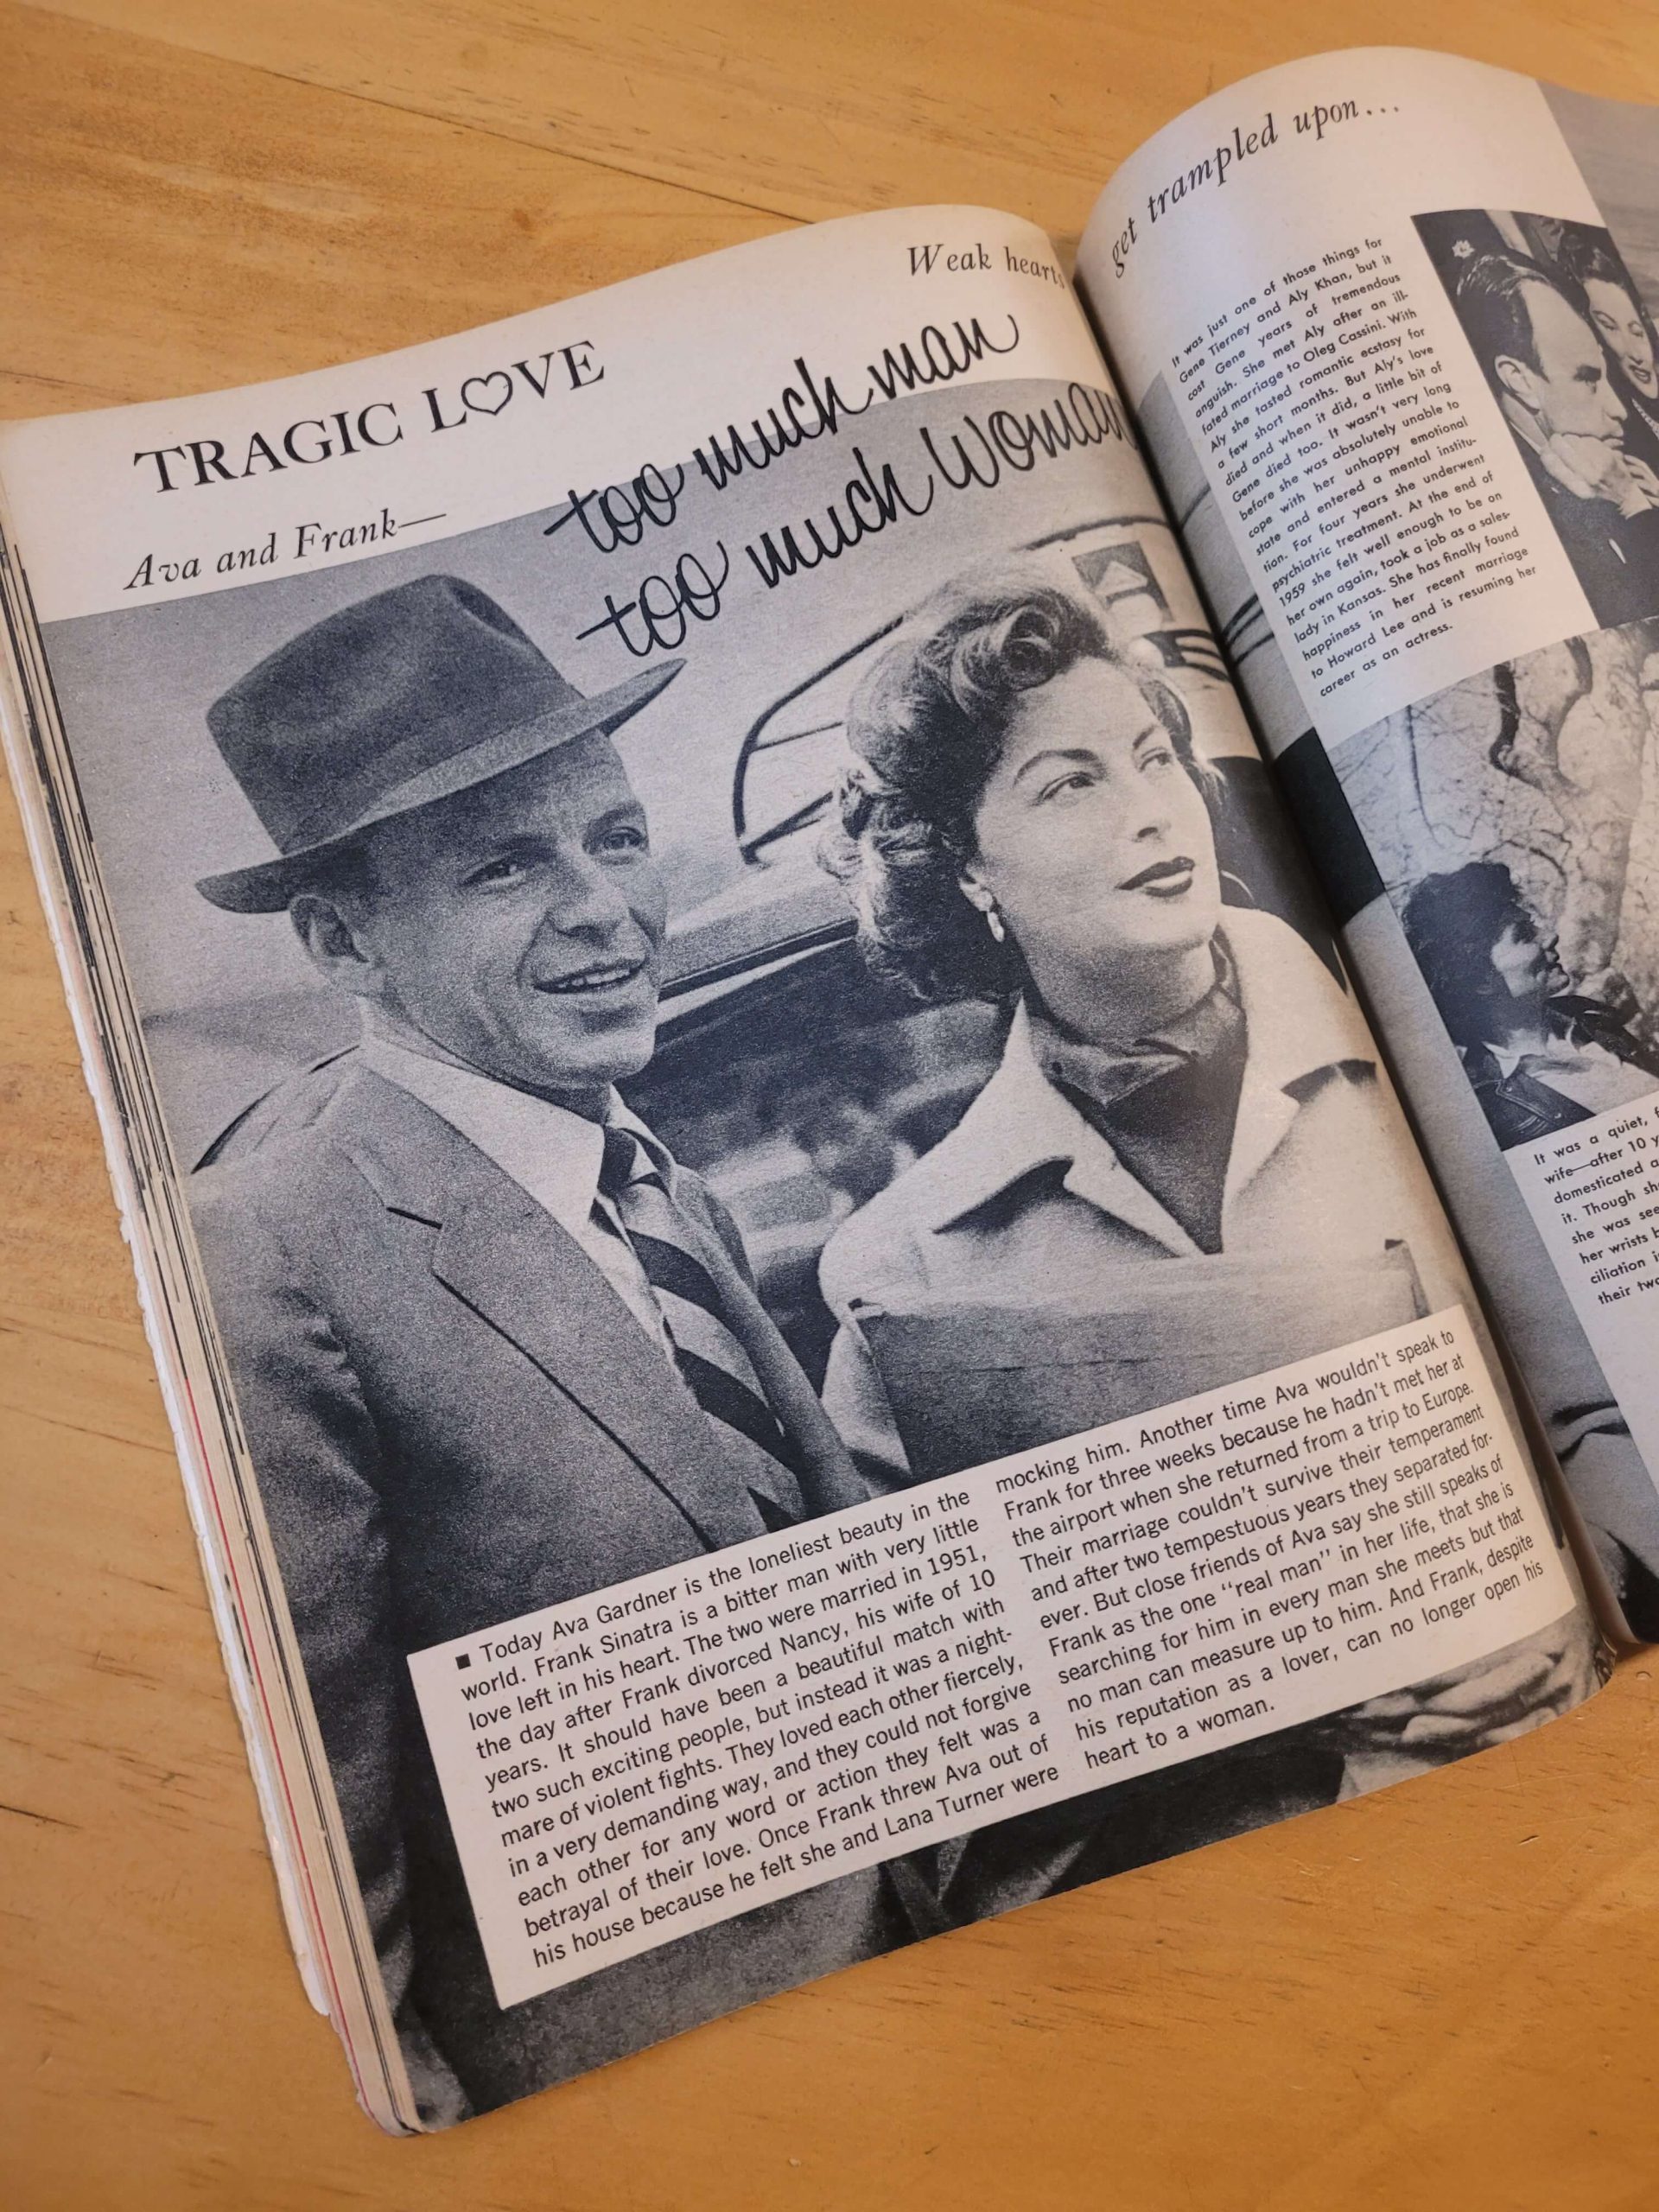 TRAGIC LOVE
Ava and Frank—
too much man
too much Woman
Weak hearts
■ Today Ava Gardner is the loneliest beauty in the
world. Frank Sinatra is a bitter man with very little
love left in his heart. The two were married in 1951,
the day after Frank divorced Nancy, his wife of 10
years. It should have been a beautiful match with
two such exciting people, but instead it was a night-
mare of violent fights. They loved each other fiercely,
in a very demanding way, and they could not forgive
each other for any word or action they felt was a
betrayal of their love. Once Frank threw Ava out of
his house because he felt she and Lana Turner were
mocking him. Another time Ava wouldn't speak to
Frank for three weeks because he hadn't met her at
the airport when she returned from a trip to Europe.
Their marriage couldn't survive their temperament
and after two tempestuous years they separated for-
ever. But close friends of Ava say she still speaks of
Frank as the one "real man" in her life, that she is
searching for him in every man she meets but that
no man can measure up to him. And Frank, despite
his reputation as a lover, can no longer open his
heart to a woman.
get trampled upon...
It was just one of those things for
Gene Tierney and Aly Khan, but it
cost Gene years of tremendous
anguish. She met Aly after an ill-
fated marriage to Oleg Cassini. With
Aly she tasted romantic ecstasy for
a few short months. But Aly's love
died and when it did, a little bit of
Gene died too. It wasn't very long
before she was absolutely unable to
cope with her unhappy emotional
state and entered a mental institu-
tion. For four years she underwent
psychiatric treatment. At the end of
1959 she felt well enough to be on
her own again, took a job as a sales-
lady in Kansas. She has finally found
happiness in her recent marriage
to Howard Lee and is resuming her
career as an actress.
It was a quiet,
wife—after 10
domesticated
it. Though
she was
her wrists
ciliation
their